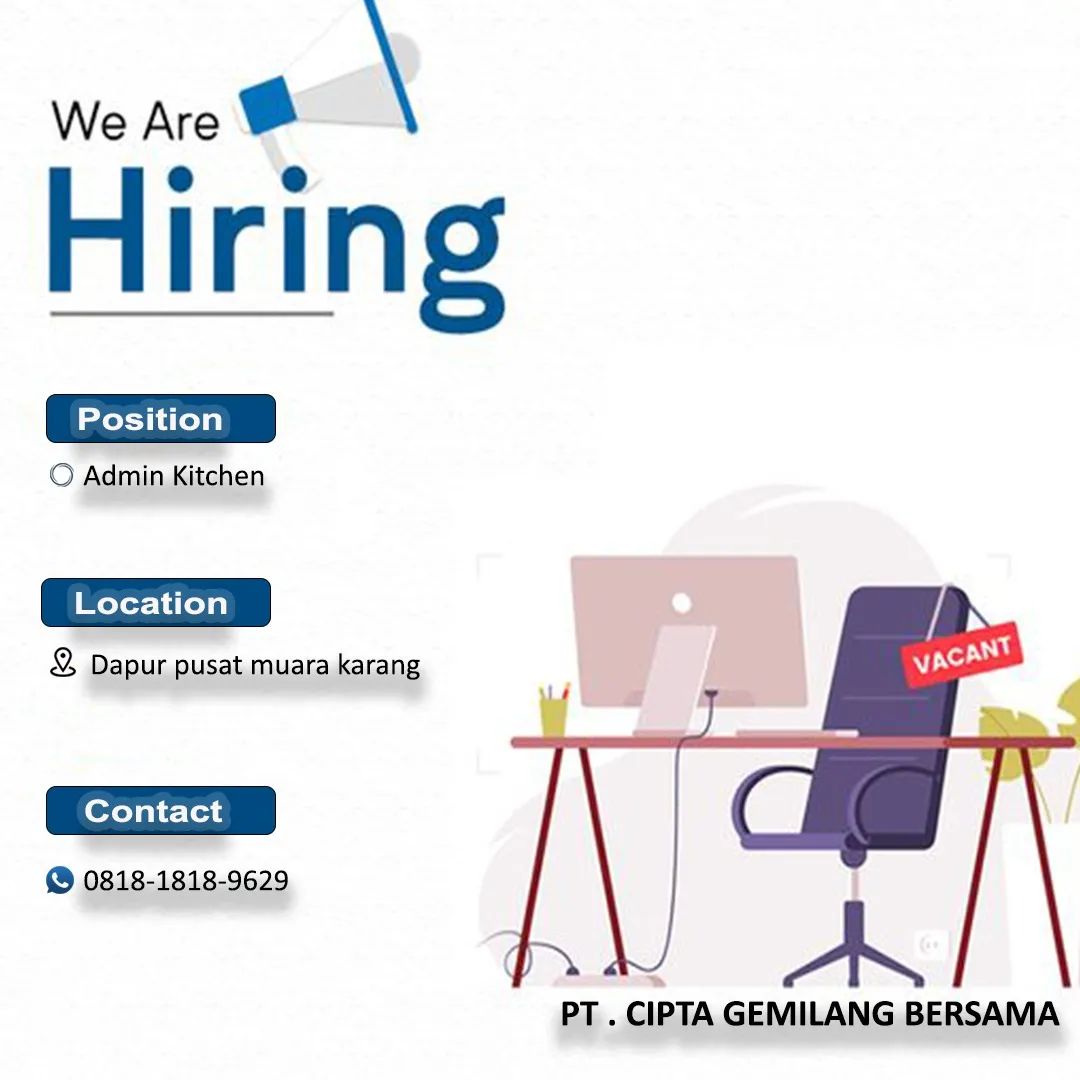 We Are
Hiring
Position
Admin Kitchen
Location
Dapur pusat muara karang
VACANT
Contact
0818-1818-9629
PT . CIPTA GEMILANG BERSAMA